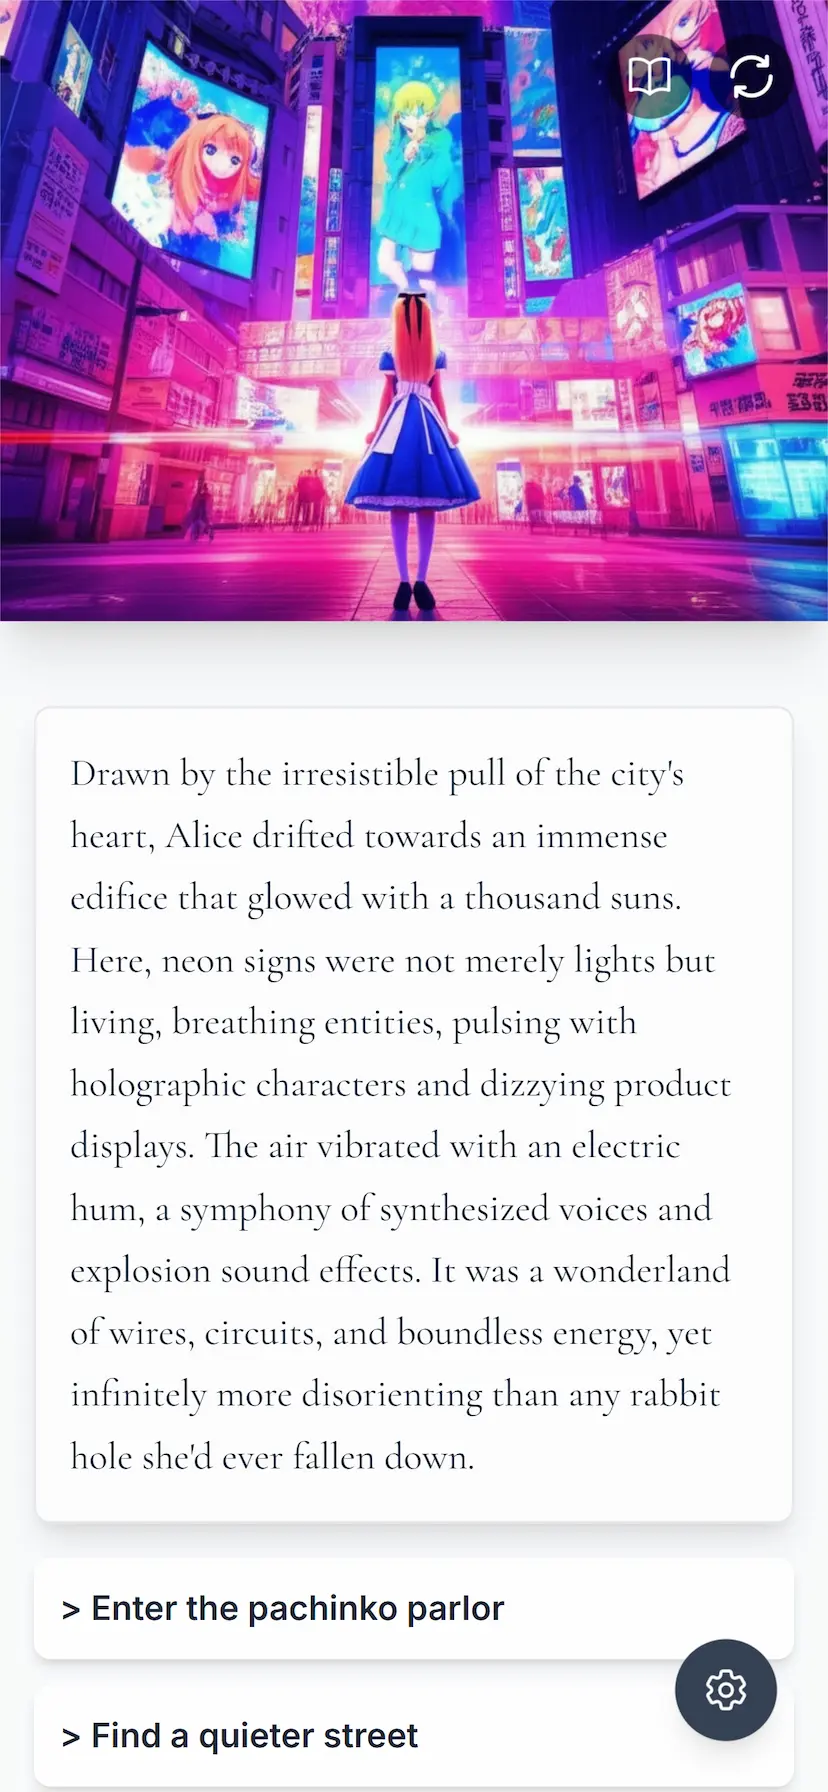 Drawn by the irresistible pull of the city's
heart, Alice drifted towards an immense
edifice that glowed with a thousand suns.
Here, neon signs were not merely lights but
living, breathing entities, pulsing with
holographic characters and dizzying product
displays. The air vibrated with an electric
hum, a symphony of synthesized voices and
explosion sound effects. It was a wonderland
of wires, circuits, and boundless energy, yet
infinitely more disorienting than any rabbit
hole she'd ever fallen down.
> Enter the pachinko parlor
> Find a quieter street